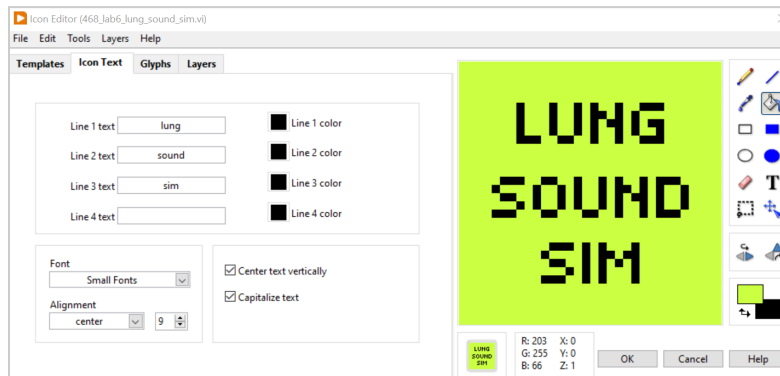 Icon Editor (468_lab6_lung_sound_sim.vi)
File Edit Tools Layers Help
Templates Icon Text Glyphs Layers
Line 1 text lung Line 1 color
Line 2 text sound Line 2 color
Line 3 text sim Line 3 color
Line 4 text Line 4 color
Font
Small Fonts
Alignment
center 9
Center text vertically
Capitalize text
LUNG
SOUND
SIM
T
LUNG
SOUND
SIM
R: 203 X: 0
G: 255 Y: 0
B: 66 Z: 1
OK Cancel Help